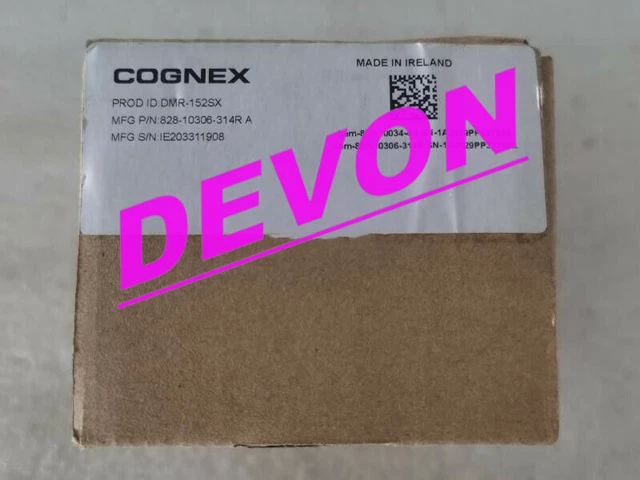 COGNEX
MADE IN IRELAND
PROD ID:DMR-152SX
MFG P/N:828-10306-314R A
MFG S/N:IE203311908
DEVON